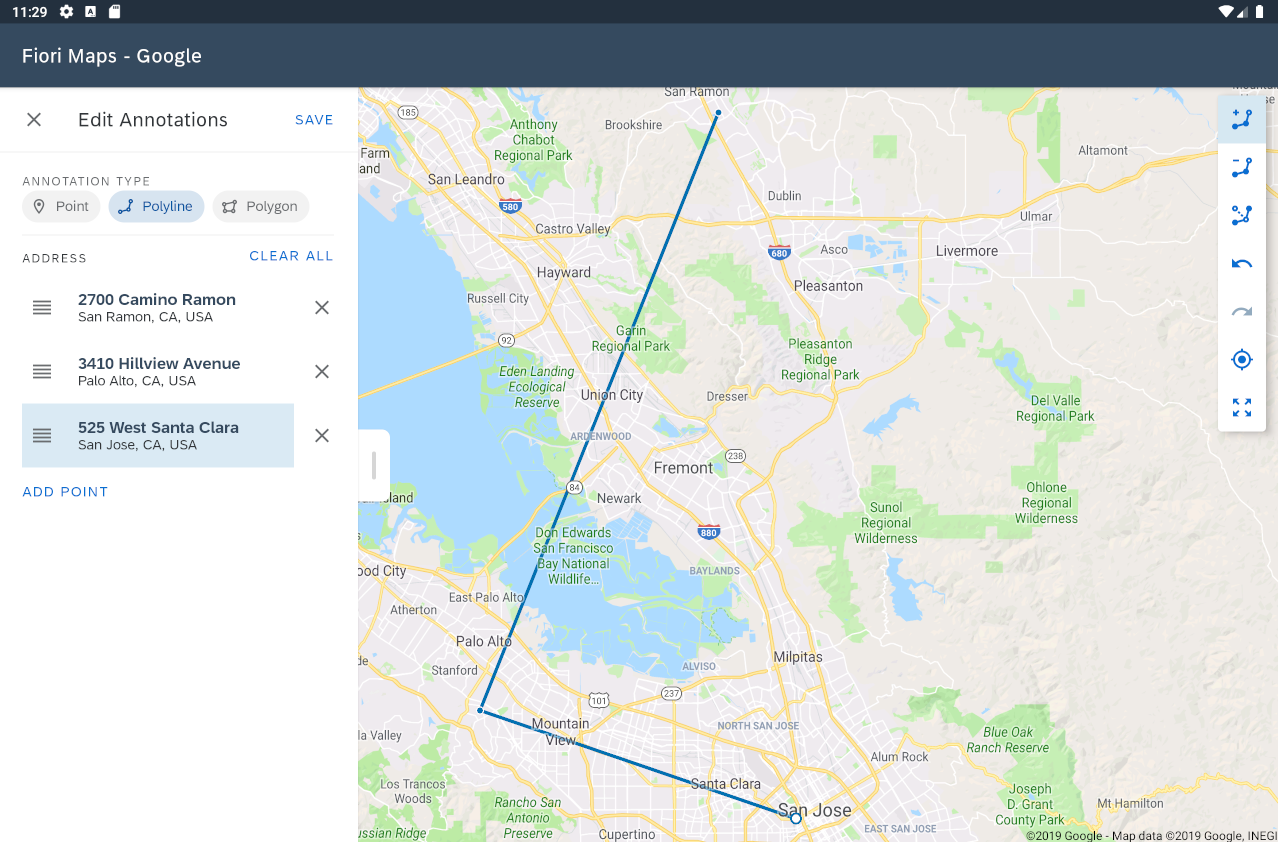 11:29
Fiori Maps - Google
Edit Annotations
SAVE
ANNOTATION TYPE
Point
Polyline
Polygon
ADDRESS
CLEAR ALL
2700 Camino Ramon
San Ramon, CA, USA
3410 Hillview Avenue
Palo Alto, CA, USA
525 West Santa Clara
San Jose, CA, USA
ADD POINT
San Ramon
185
Brookshire
Anthony
Chabot
Regional Park
Farm
land
Altamont
San Leandro
580
Dublin
Castro Valley
Ulmar
680
Asco
Livermore
Hayward
Pleasanton
Russell City
92
Garin
Regional Park
Pleasanton
Ridge
Regional Park
Eden Landing
Ecological
Reserve
Union City
Dresser
Del Valle
Regional Park
ARDENWOOD
238
Fremont
84
Newark
Ohlone
Regional
Wilderness
Sunol
Regional
Wilderness
880
Don Edwards
San Francisco
Bay National
Wildlife...
BAYLANDS
ood City
East Palo Alto
Atherton
Palo Alto
Milpitas
Stanford
ALVISO
237
101
Mountain
View
NORTH SAN JOSE
la Valley
Blue Oak
Ranch Reserve
Alum Rock
Los Trancos
Woods
Santa Clara
Joseph
D. Grant
County Park
Mt Hamilton
Rancho San
Antonio
Preserve
San Jose
EAST SAN JOSE
ussian Ridge
Cupertino
©2019 Google - Map data ©2019 Google, INEGI